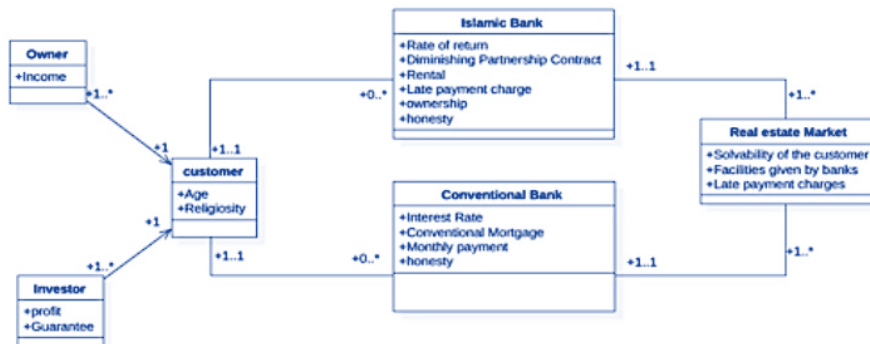 Islamic Bank
+Rate of return
+Diminishing Partnership Contract
+Rental
+Late payment charge
+ownership
+honesty
Owner
+Income
+1..*
+1
+0..*
+1..1
+1..1
+1..*
Real estate Market
+Solvability of the customer
+Facilities given by banks
+Late payment charges
customer
+Age
+Religiosity
Conventional Bank
+Interest Rate
+Conventional Mortgage
+Monthly payment
+honesty
+1
+1..*
+1..1
+0..*
+1..1
+1..*
Investor
+profit
+Guarantee